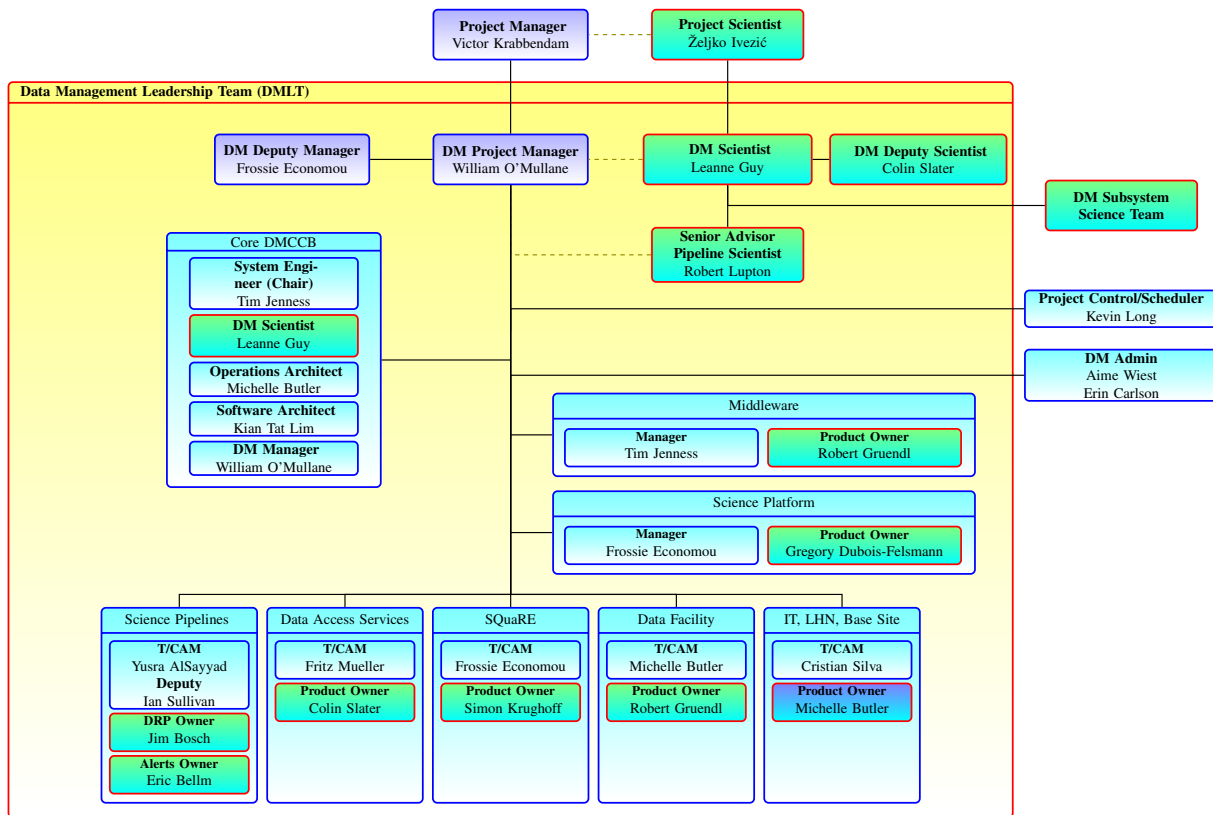 Project Manager
Victor Krabbendam
Project Scientist
Željko Ivezić
Data Management Leadership Team (DMLT)
DM Deputy Manager
Frossie Economou
DM Project Manager
William O'Mullane
DM Scientist
Leanne Guy
DM Deputy Scientist
Colin Slater
DM Subsystem
Science Team
Senior Advisor
Pipeline Scientist
Robert Lupton
Core DMCCB
System Engi-
neer (Chair)
Tim Jenness
DM Scientist
Leanne Guy
Operations Architect
Michelle Butler
Software Architect
Kian Tat Lim
DM Manager
William O'Mullane
Project Control/Scheduler
Kevin Long
DM Admin
Aime Wiest
Erin Carlson
Middleware
Manager
Tim Jenness
Product Owner
Robert Gruendl
Science Platform
Manager
Frossie Economou
Product Owner
Gregory Dubois-Felsmann
Science Pipelines
T/CAM
Yusra AlSayyad
Deputy
Ian Sullivan
DRP Owner
Jim Bosch
Alerts Owner
Eric Bellm
Data Access Services
T/CAM
Fritz Mueller
Product Owner
Colin Slater
SQuaRE
T/CAM
Frossie Economou
Product Owner
Simon Krughoff
Data Facility
T/CAM
Michelle Butler
Product Owner
Robert Gruendl
IT, LHN, Base Site
T/CAM
Cristian Silva
Product Owner
Michelle Butler